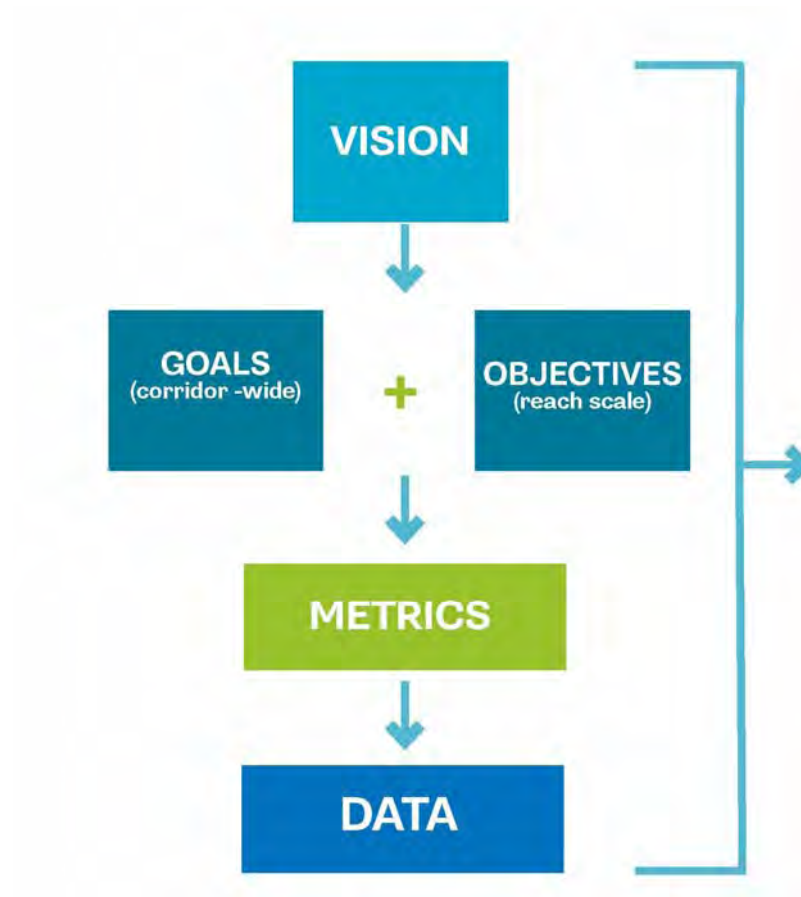 VISION
GOALS
(corridor -wide)
+
OBJECTIVES
(reach scale)
METRICS
DATA